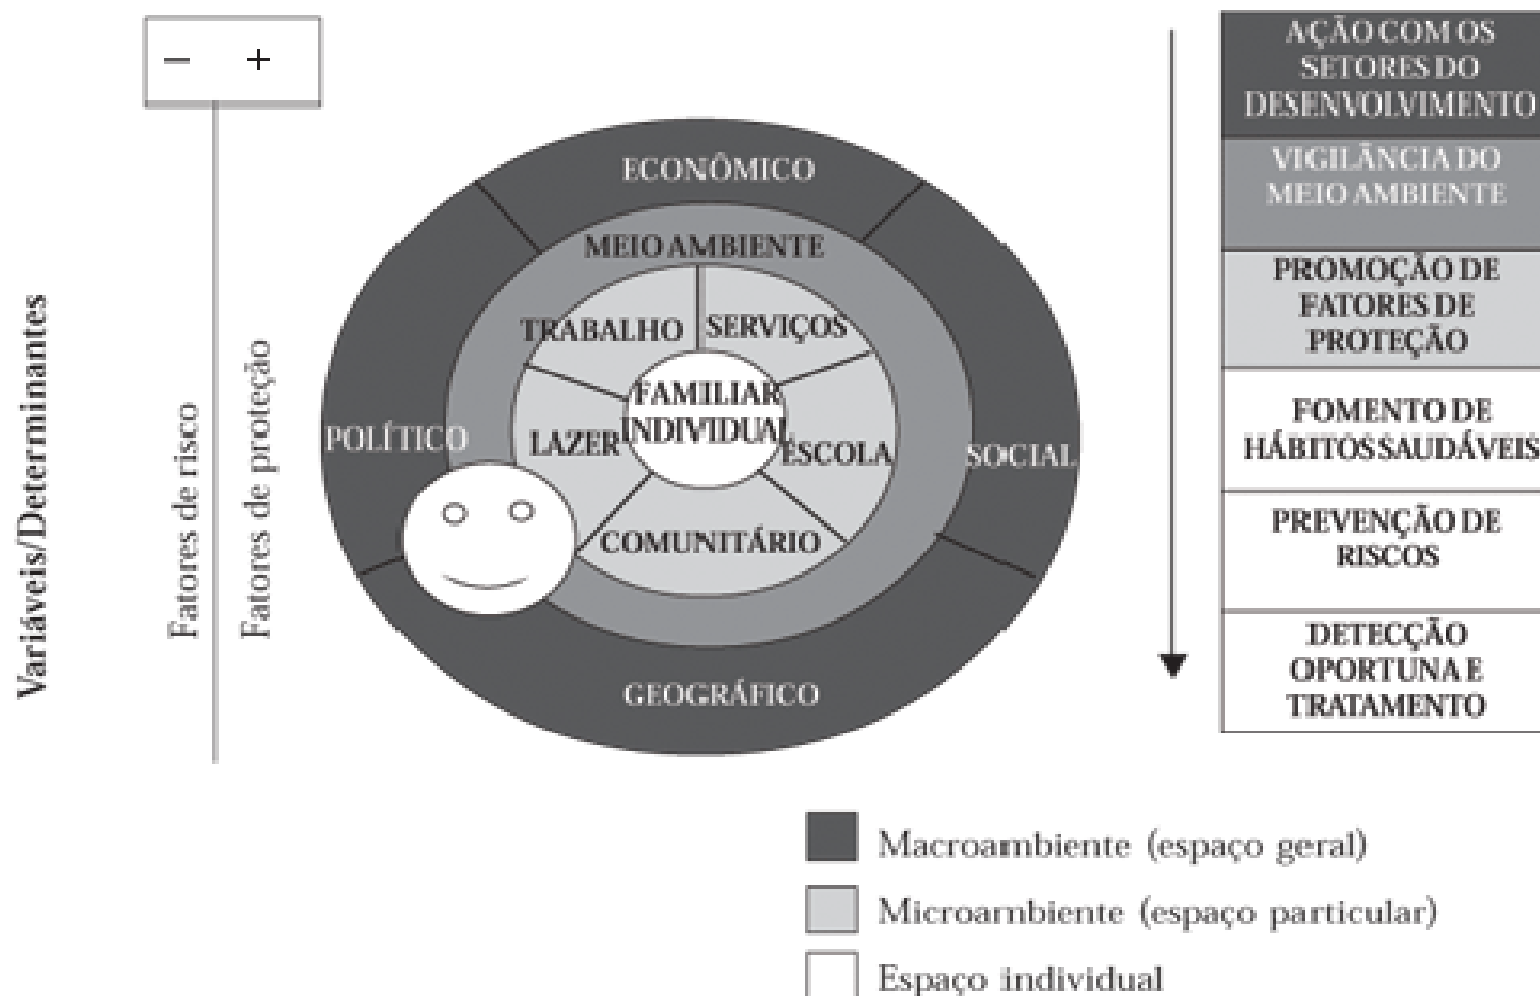 − +
Variáveis/Determinantes
Fatores de risco
Fatores de proteção
ECONÔMICO
MEIO AMBIENTE
TRABALHO
SERVIÇOS
FAMILIAR
INDIVIDUAL
POLÍTICO
LAZER
ESCOLA
SOCIAL
COMUNITÁRIO
GEOGRÁFICO
AÇÃO COM OS
SETORES DO
DESENVOLVIMENTO
VIGILÂNCIA DO
MEIO AMBIENTE
PROMOÇÃO DE
FATORES DE
PROTEÇÃO
FOMENTO DE
HÁBITOS SAUDÁVEIS
PREVENÇÃO DE
RISCOS
DETECÇÃO
OPORTUNA E
TRATAMENTO
Macroambiente (espaço geral)
Microambiente (espaço particular)
Espaço individual